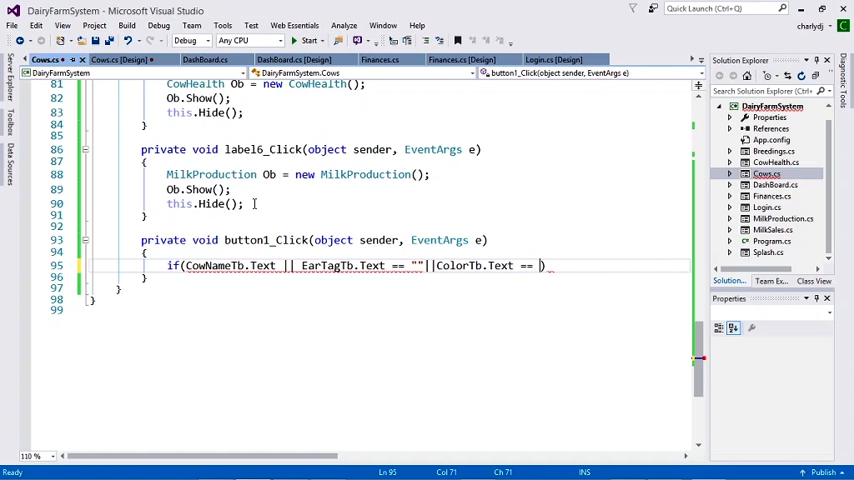 DairyFarmSystem - Microsoft Visual Studio
Quick Launch (Ctrl+Q)
File Edit View Project Build Debug Team Tools Test Web Essentials Analyze Window Help
charlydj
Debug Any CPU Start
Cows.cs Cows.cs [Design] DashBoard.cs DashBoard.cs [Design] Finances.cs Finances.cs [Design] Login.cs [Design]
DairyFarmSystem DairyFarmSystem.Cows button1_Click(object sender, EventArgs e)
Server Explorer
Toolbox
Data Sources
81 CowHealth Ob = new CowHealth();
82 Ob.Show();
83 this.Hide();
84 }
85
86 private void label6_Click(object sender, EventArgs e)
87 {
88 MilkProduction Ob = new MilkProduction();
89 Ob.Show();
90 this.Hide();
91 }
92
93 private void button1_Click(object sender, EventArgs e)
94 {
95 if(CowNameTb.Text || EarTagTb.Text == ""||ColorTb.Text == )
96 }
97 }
98 }
99
110 %
Solution Explorer
Search Solution Explorer
DairyFarmSystem
Properties
References
App.config
Breedings.cs
CowHealth.cs
Cows.cs
DashBoard.cs
Finances.cs
Login.cs
MilkProduction.cs
MilkSales.cs
Program.cs
Splash.cs
Solution... Team Ex... Class View
Properties
Diagnostic Tools
Ready Ln 95 Col 71 Ch 71 INS Publish